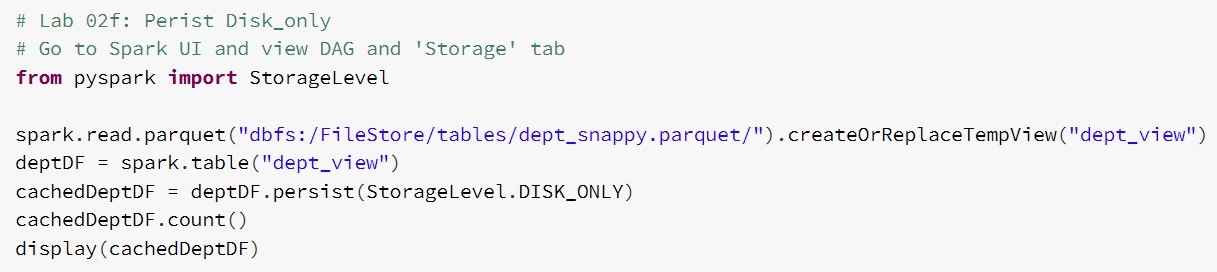 # Lab 02f: Perist Disk_only
# Go to Spark UI and view DAG and 'Storage' tab
from pyspark import StorageLevel
spark.read.parquet("dbfs:/FileStore/tables/dept_snappy.parquet/").createOrReplaceTempView("dept_view")
deptDF = spark.table("dept_view")
cachedDeptDF = deptDF.persist(StorageLevel.DISK_ONLY)
cachedDeptDF.count()
display(cachedDeptDF)